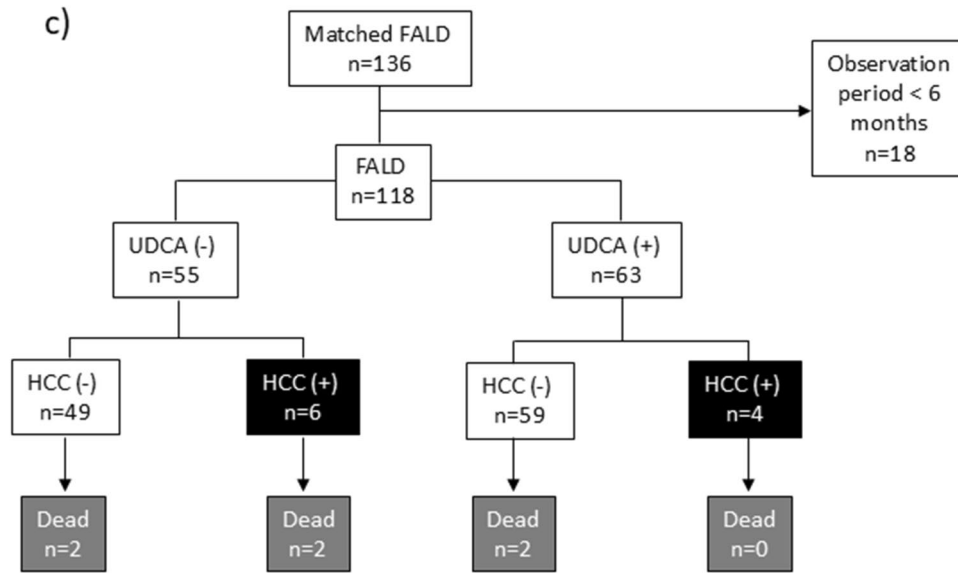 c)
Matched FALD
n=136
Observation
period < 6
months
n=18
FALD
n=118
UDCA (-)
n=55
UDCA (+)
n=63
HCC (-)
n=49
HCC (+)
n=6
HCC (-)
n=59
HCC (+)
n=4
Dead
n=2
Dead
n=2
Dead
n=2
Dead
n=0